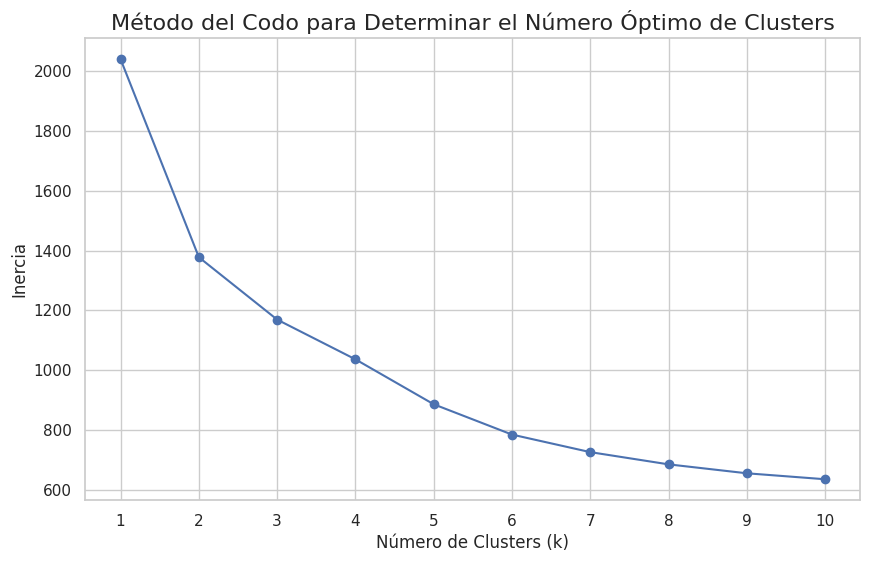 Método del Codo para Determinar el Número Óptimo de Clusters
2000
1800
1600
1400
1200
1000
800
600
Inercia
1 2 3 4 5 6 7 8 9 10
Número de Clusters (k)